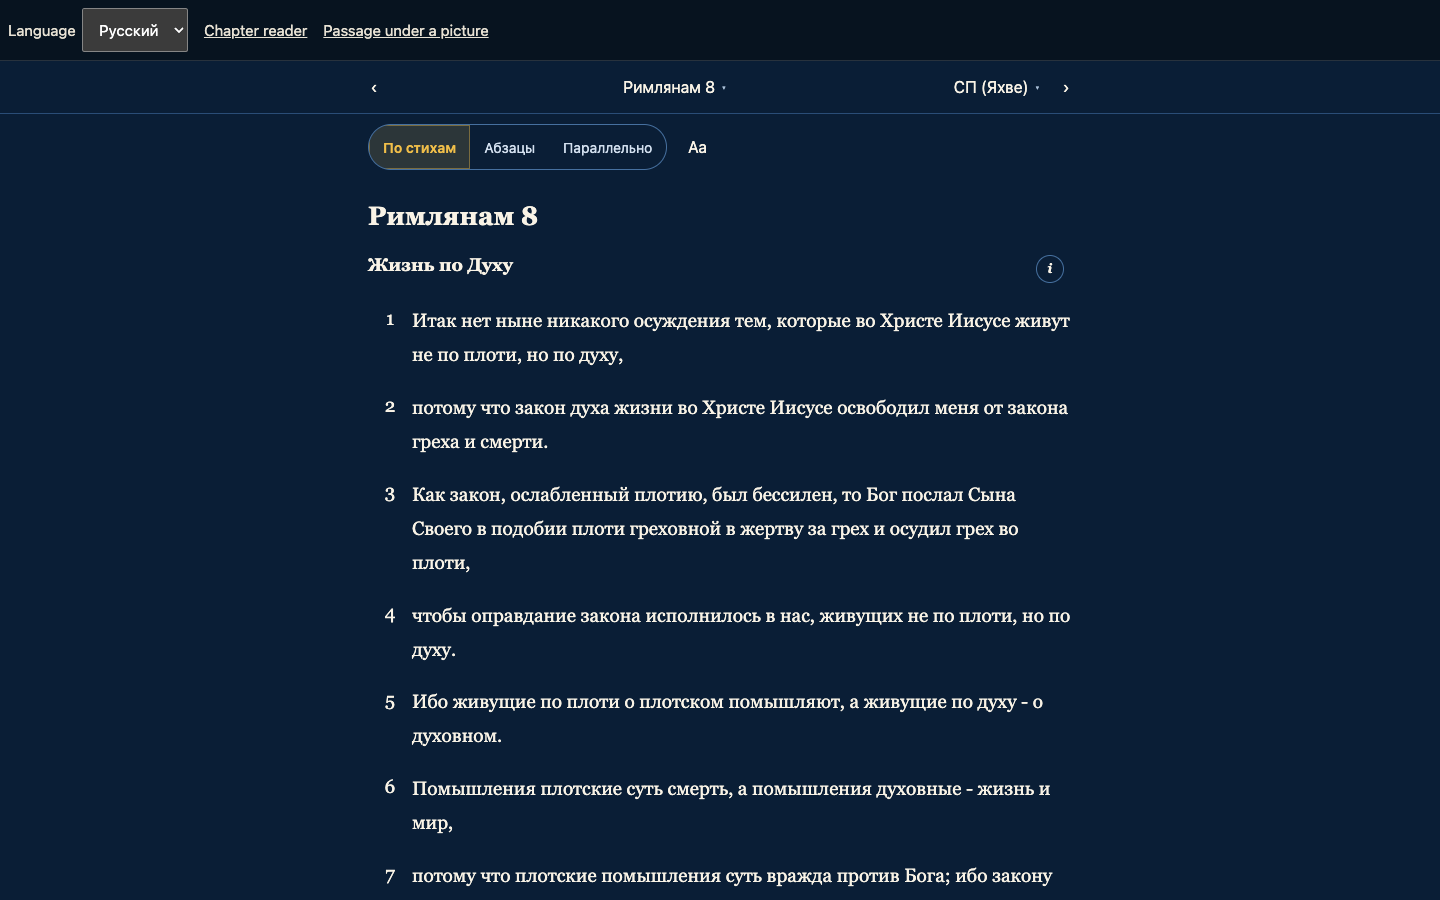 Language Русский Chapter reader Passage under a picture
‹ Римлянам 8 СП (Яхве) ›
По стихам Абзацы Параллельно Aa
Римлянам 8
Жизнь по Духу i
1 Итак нет ныне никакого осуждения тем, которые во Христе Иисусе живут
не по плоти, но по духу,
2 потому что закон духа жизни во Христе Иисусе освободил меня от закона
греха и смерти.
3 Как закон, ослабленный плотию, был бессилен, то Бог послал Сына
Своего в подобии плоти греховной в жертву за грех и осудил грех во
плоти,
4 чтобы оправдание закона исполнилось в нас, живущих не по плоти, но по
духу.
5 Ибо живущие по плоти о плотском помышляют, а живущие по духу - о
духовном.
6 Помышления плотские суть смерть, а помышления духовные - жизнь и
мир,
7 потому что плотские помышления суть вражда против Бога; ибо закону